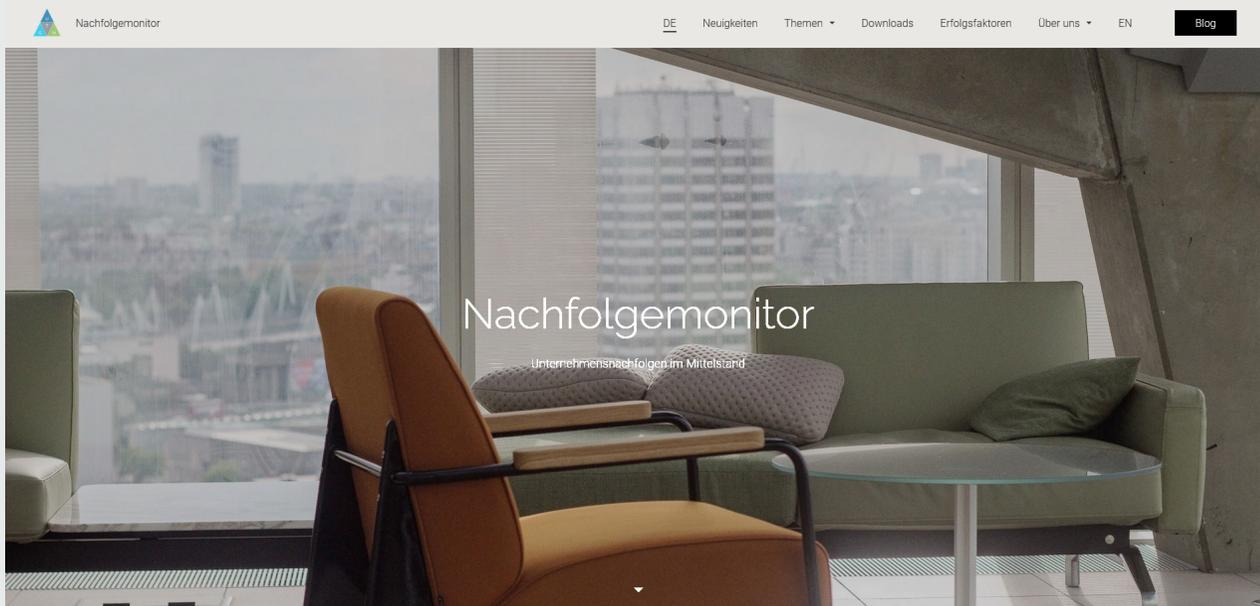 Nachfolgemonitor
DE Neuigkeiten Themen Downloads Erfolgsfaktoren Über uns EN Blog
Nachfolgemonitor
Unternehmensnachfolgen im Mittelstand